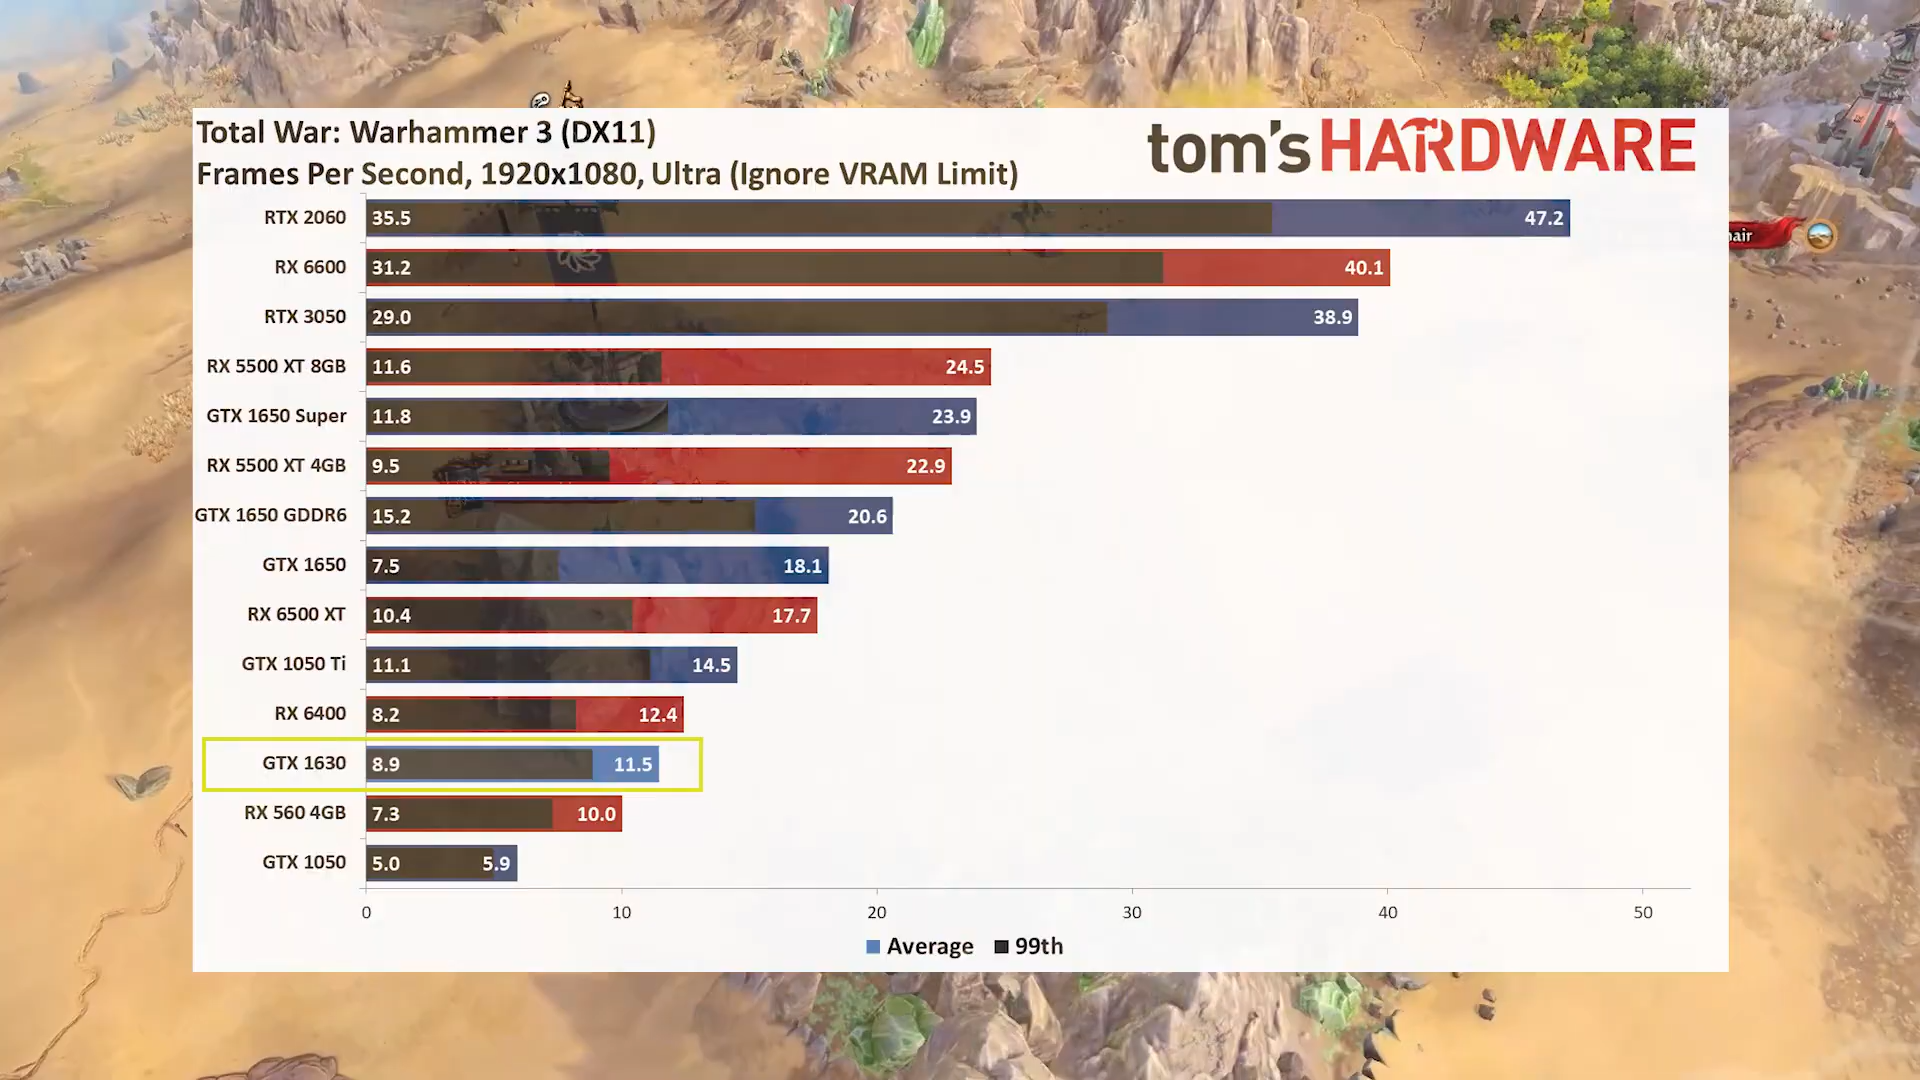 Total War: Warhammer 3 (DX11)
tom's HARDWARE
Frames Per Second, 1920x1080, Ultra (Ignore VRAM Limit)
RTX 2060 35.5 47.2
RX 6600 31.2 40.1
RTX 3050 29.0 38.9
RX 5500 XT 8GB 11.6 24.5
GTX 1650 Super 11.8 23.9
RX 5500 XT 4GB 9.5 22.9
GTX 1650 GDDR6 15.2 20.6
GTX 1650 7.5 18.1
RX 6500 XT 10.4 17.7
GTX 1050 Ti 11.1 14.5
RX 6400 8.2 12.4
GTX 1630 8.9 11.5
RX 560 4GB 7.3 10.0
GTX 1050 5.0 5.9
0 10 20 30 40 50
Average 99th